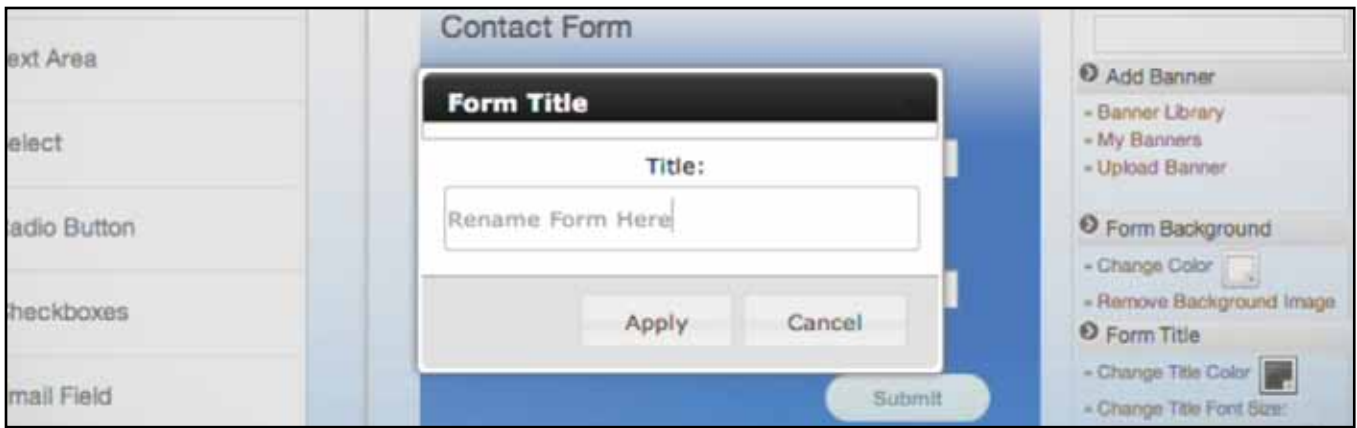 ext Area
elect
adio Button
heckboxes
mail Field
Contact Form
Form Title
Title:
Rename Form Here
Apply
Cancel
Submit
Add Banner
- Banner Library
- My Banners
- Upload Banner
Form Background
- Change Color
- Remove Background Image
Form Title
- Change Title Color
- Change Title Font Size: